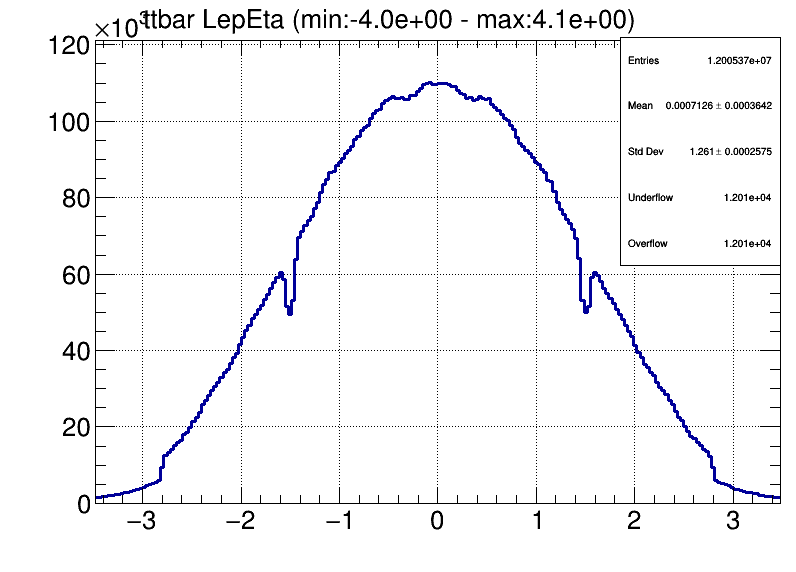 ×10³
ttbar LepEta (min:-4.0e+00 - max:4.1e+00)
Entries 1.200537e+07
Mean 0.0007126 ± 0.0003642
Std Dev 1.261 ± 0.0002575
Underflow 1.201e+04
Overflow 1.201e+04
120
100
80
60
40
20
0
−3 −2 −1 0 1 2 3